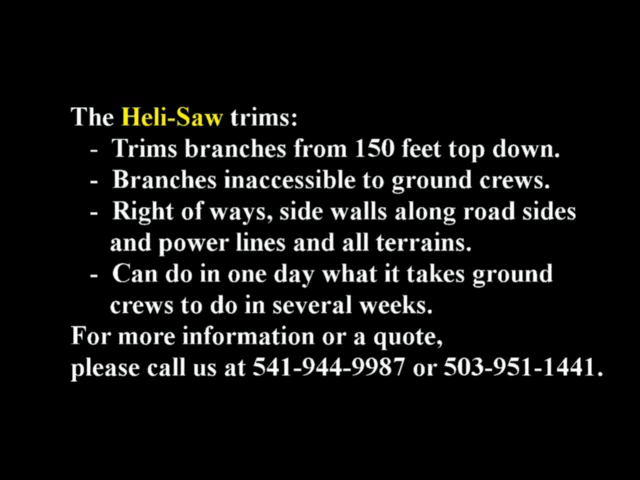 The Heli-Saw trims:
- Trims branches from 150 feet top down.
- Branches inaccessible to ground crews.
- Right of ways, side walls along road sides
and power lines and all terrains.
- Can do in one day what it takes ground
crews to do in several weeks.
For more information or a quote,
please call us at 541-944-9987 or 503-951-1441.